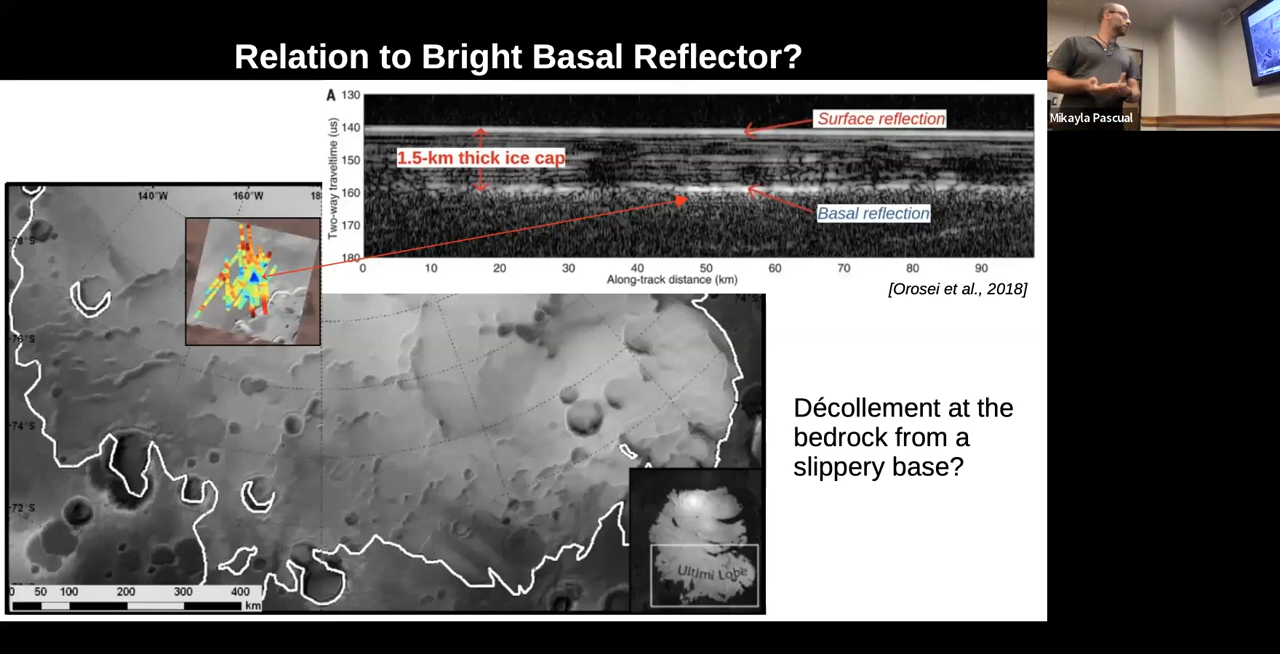 Relation to Bright Basal Reflector?
Mikayla Pascual
A
130
140
150
160
170
180
Two-way traveltime (us)
Surface reflection
1.5-km thick ice cap
Basal reflection
0 10 20 30 40 50 60 70 80 90
Along-track distance (km)
[Orosei et al., 2018]
140°W 160°W 18
74°S
74°S
72°S
Décollement at the
bedrock from a
slippery base?
Ultimi Lobe
0 50 100 200 300 400
km